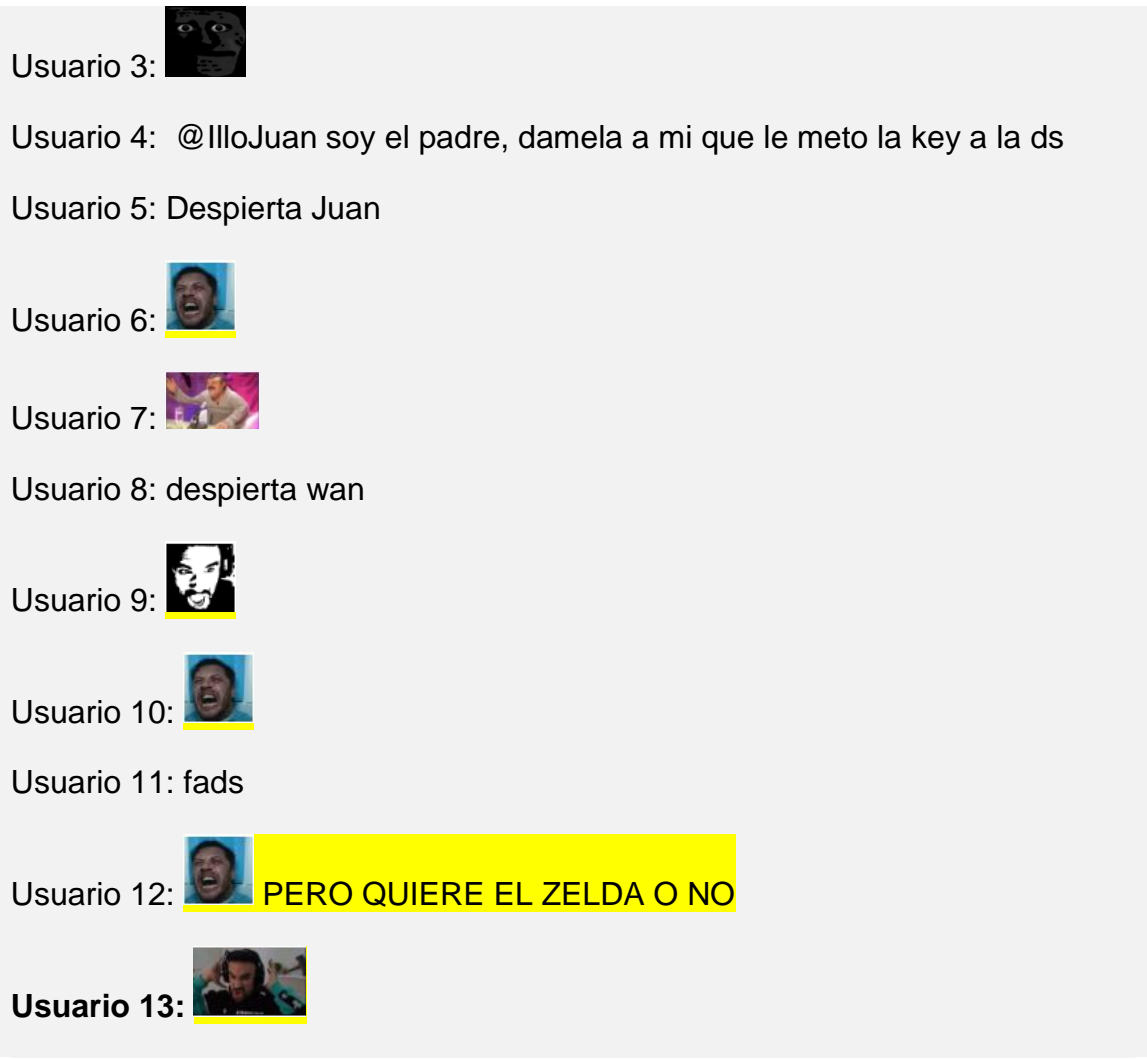 Usuario 3:
Usuario 4: @IlloJuan soy el padre, damela a mi que le meto la key a la ds
Usuario 5: Despierta Juan
Usuario 6:
Usuario 7:
Usuario 8: despierta wan
Usuario 9:
Usuario 10:
Usuario 11: fads
Usuario 12: PERO QUIERE EL ZELDA O NO
Usuario 13: